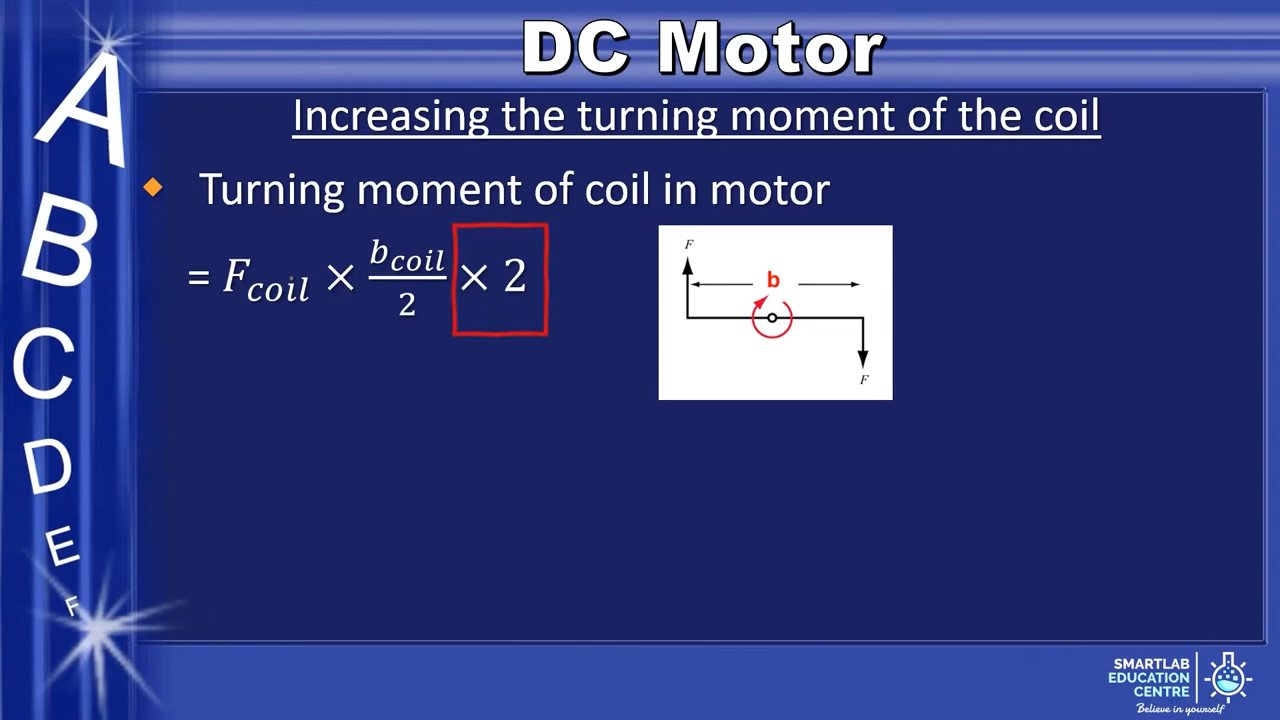 DC Motor
Increasing the turning moment of the coil
Turning moment of coil in motor
= F_coil × b_coil/2 × 2
F
b
F
A
B
C
D
E
F
SMARTLAB
EDUCATION
CENTRE
Believe in yourself